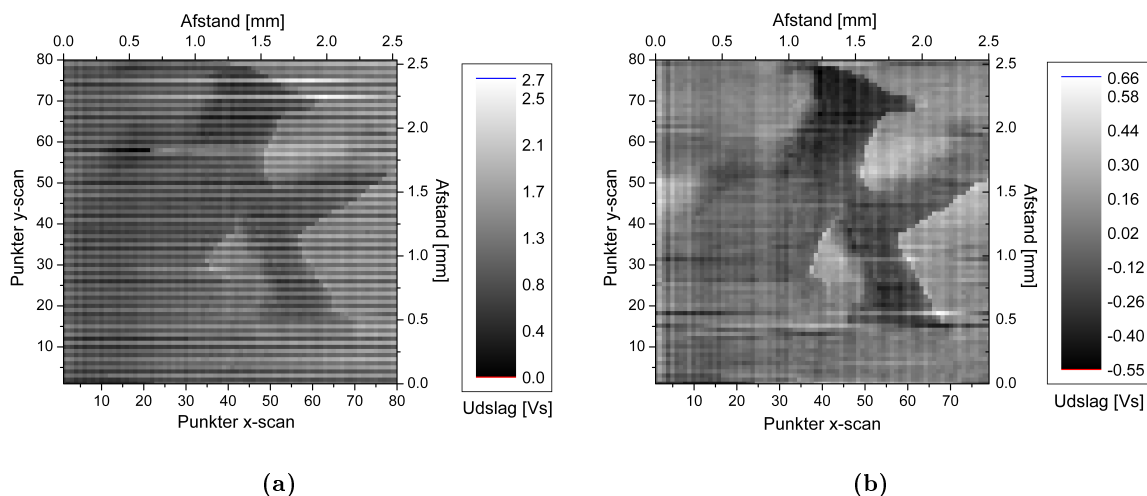 Afstand [mm]
0.0 0.5 1.0 1.5 2.0 2.5
80 70 60 50 40 30 20 10
Punkter y-scan
10 20 30 40 50 60 70 80
Punkter x-scan
2.5 2.0 1.5 1.0 0.5 0.0
Afstand [mm]
2.7
2.5
2.1
1.7
1.3
0.8
0.4
0.0
Udslag [Vs]
(a)
Afstand [mm]
0.0 0.5 1.0 1.5 2.0 2.5
80 70 60 50 40 30 20 10
Punkter y-scan
10 20 30 40 50 60 70
Punkter x-scan
2.5 2.0 1.5 1.0 0.5 0.0
Afstand [mm]
0.66
0.58
0.44
0.30
0.16
0.02
-0.12
-0.26
-0.40
-0.55
Udslag [Vs]
(b)